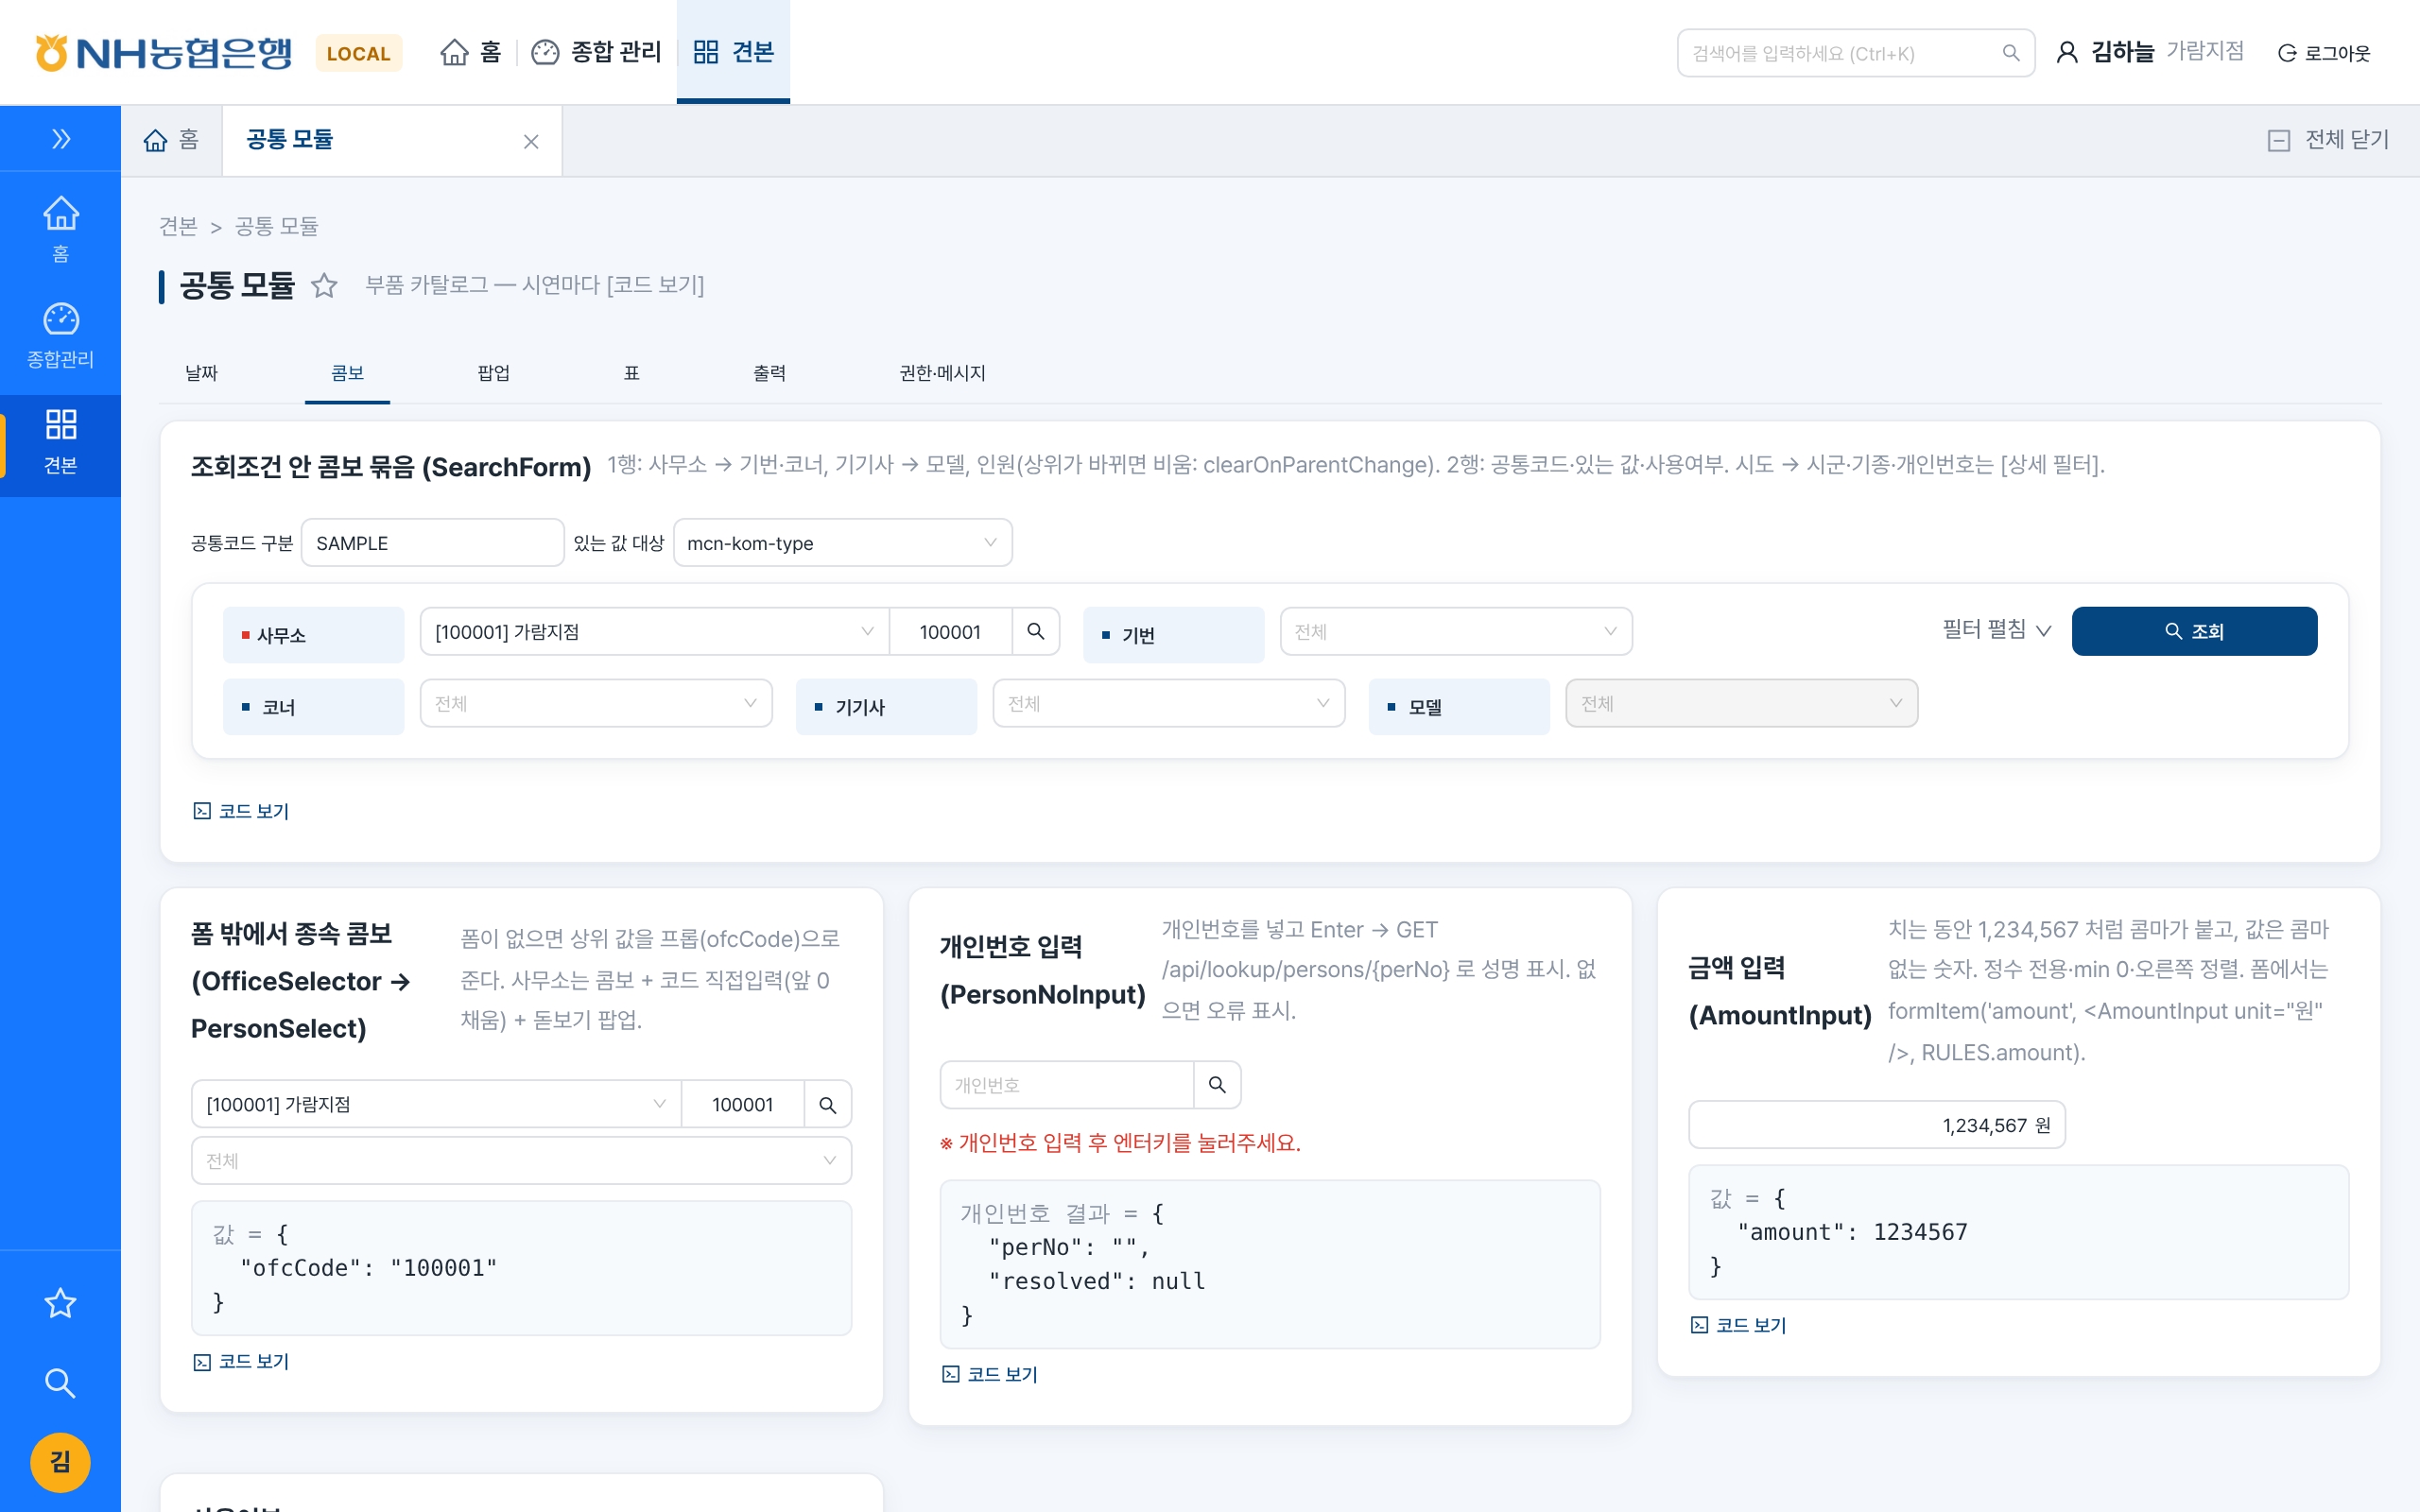 NH농협은행
LOCAL
홈
종합 관리
견본
검색어를 입력하세요 (Ctrl+K)
김하늘 가람지점
로그아웃
홈
공통 모듈
전체 닫기
홈
종합관리
견본
김
견본 > 공통 모듈
공통 모듈
부품 카탈로그 — 시연마다 [코드 보기]
날짜
콤보
팝업
표
출력
권한·메시지
조회조건 안 콤보 묶음 (SearchForm)
1행: 사무소 → 기번·코너, 기기사 → 모델, 인원(상위가 바뀌면 비움: clearOnParentChange). 2행: 공통코드·있는 값·사용여부. 시도 → 시군·기종·개인번호는 [상세 필터].
공통코드 구분 SAMPLE
있는 값 대상 mcn-kom-type
사무소 [100001] 가람지점 100001
기번 전체
필터 펼침
조회
코너 전체
기기사 전체
모델 전체
코드 보기
폼 밖에서 종속 콤보
(OfficeSelector →
PersonSelect)
폼이 없으면 상위 값을 프롭(ofcCode)으로
준다. 사무소는 콤보 + 코드 직접입력(앞 0
채움) + 돋보기 팝업.
[100001] 가람지점 100001
전체
값 = {
"ofcCode": "100001"
}
코드 보기
개인번호 입력
(PersonNoInput)
개인번호를 넣고 Enter → GET
/api/lookup/persons/{perNo} 로 성명 표시. 없
으면 오류 표시.
개인번호
※ 개인번호 입력 후 엔터키를 눌러주세요.
개인번호 결과 = {
"perNo": "",
"resolved": null
}
코드 보기
금액 입력
(AmountInput)
치는 동안 1,234,567 처럼 콤마가 붙고, 값은 콤마
없는 숫자. 정수 전용·min 0·오른쪽 정렬. 폼에서는
formItem('amount', <AmountInput unit="원"
/>, RULES.amount).
1,234,567 원
값 = {
"amount": 1234567
}
코드 보기